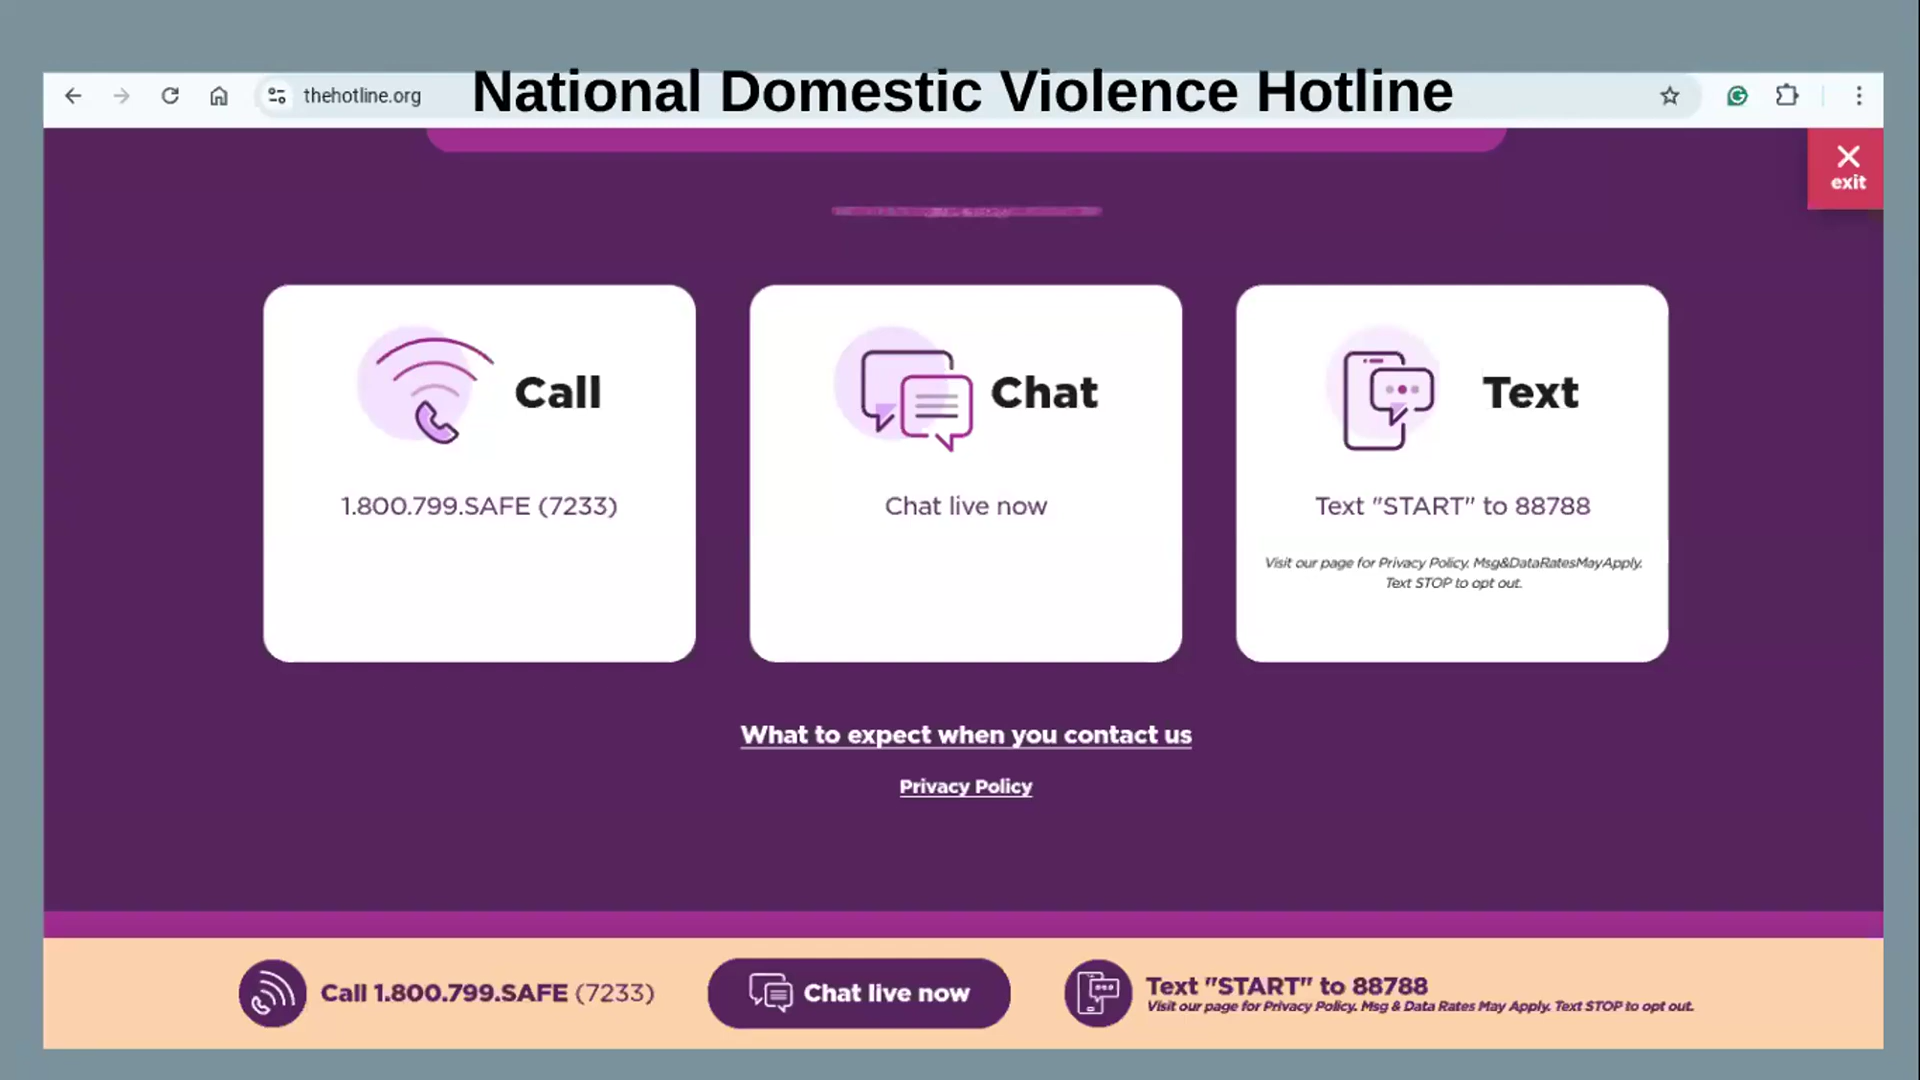 National Domestic Violence Hotline
thehotline.org
exit
Call
1.800.799.SAFE (7233)
Chat
Chat live now
Text
Text "START" to 88788
Visit our page for Privacy Policy. Msg&DataRatesMayApply.
Text STOP to opt out.
What to expect when you contact us
Privacy Policy
Call 1.800.799.SAFE (7233)
Chat live now
Text "START" to 88788
Visit our page for Privacy Policy. Msg & Data Rates May Apply. Text STOP to opt out.